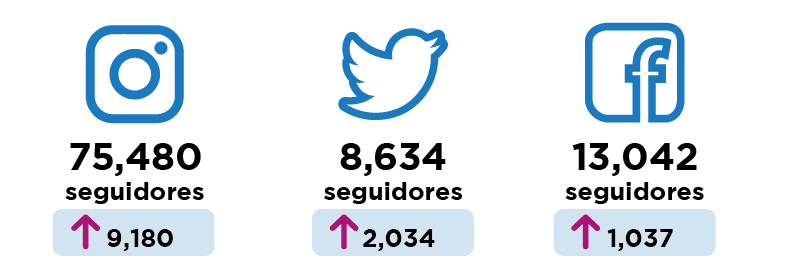 75,480
seguidores
9,180
8,634
seguidores
2,034
13,042
seguidores
1,037